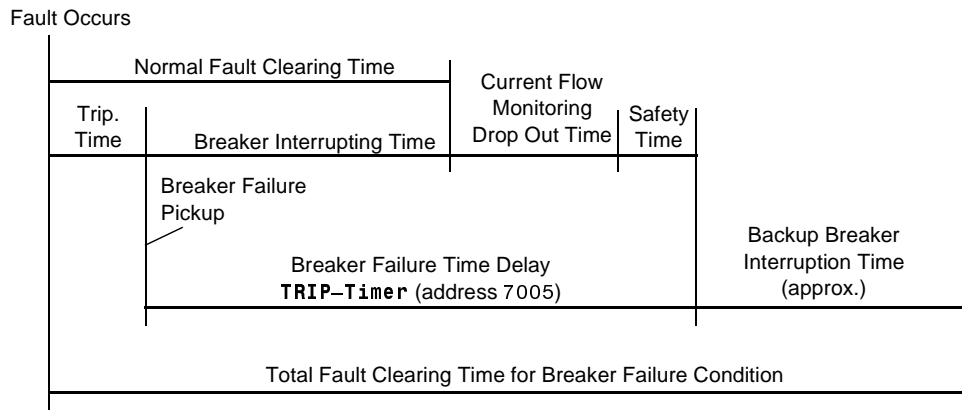 Fault Occurs
Normal Fault Clearing Time
Current Flow
Monitoring
Drop Out Time
Trip.
Time
Breaker Interrupting Time
Safety
Time
Breaker Failure
Pickup
Breaker Failure Time Delay
TRIP–Timer (address 7005)
Backup Breaker
Interruption Time
(approx.)
Total Fault Clearing Time for Breaker Failure Condition